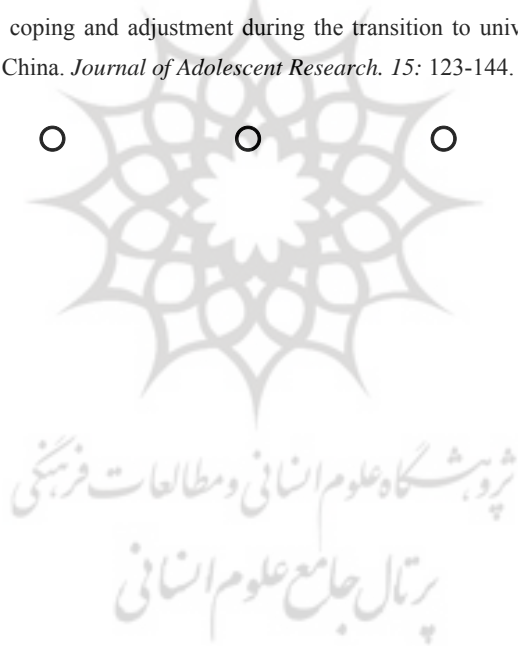 coping and adjustment during the transition to univ
China. Journal of Adolescent Research. 15: 123-144.
پژوهشگاه علوم انسانی و مطالعات فرهنگی
پرتال جامع علوم انسانی